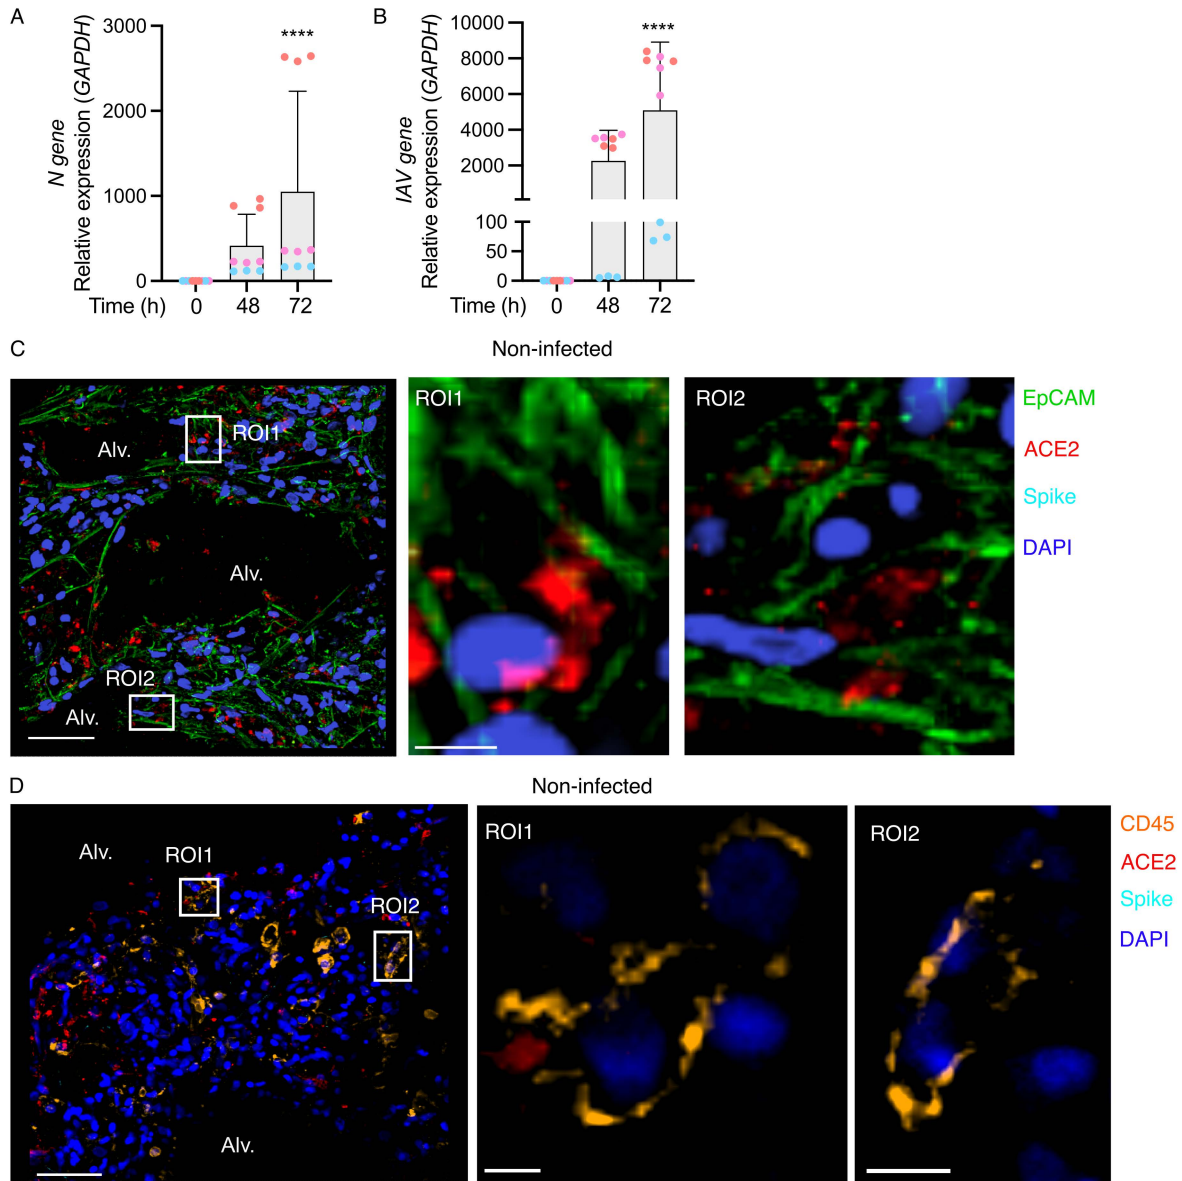 A
N gene
Relative expression (GAPDH)
3000
2000
1000
0
****
Time (h) 0 48 72
B
IAV gene
Relative expression (GAPDH)
10000
8000
6000
4000
2000
100
50
0
****
Time (h) 0 48 72
C
Non-infected
Alv.
ROI1
Alv.
ROI2
Alv.
ROI1
ROI2
EpCAM
ACE2
Spike
DAPI
D
Non-infected
Alv.
ROI1
ROI2
Alv.
ROI1
ROI2
CD45
ACE2
Spike
DAPI